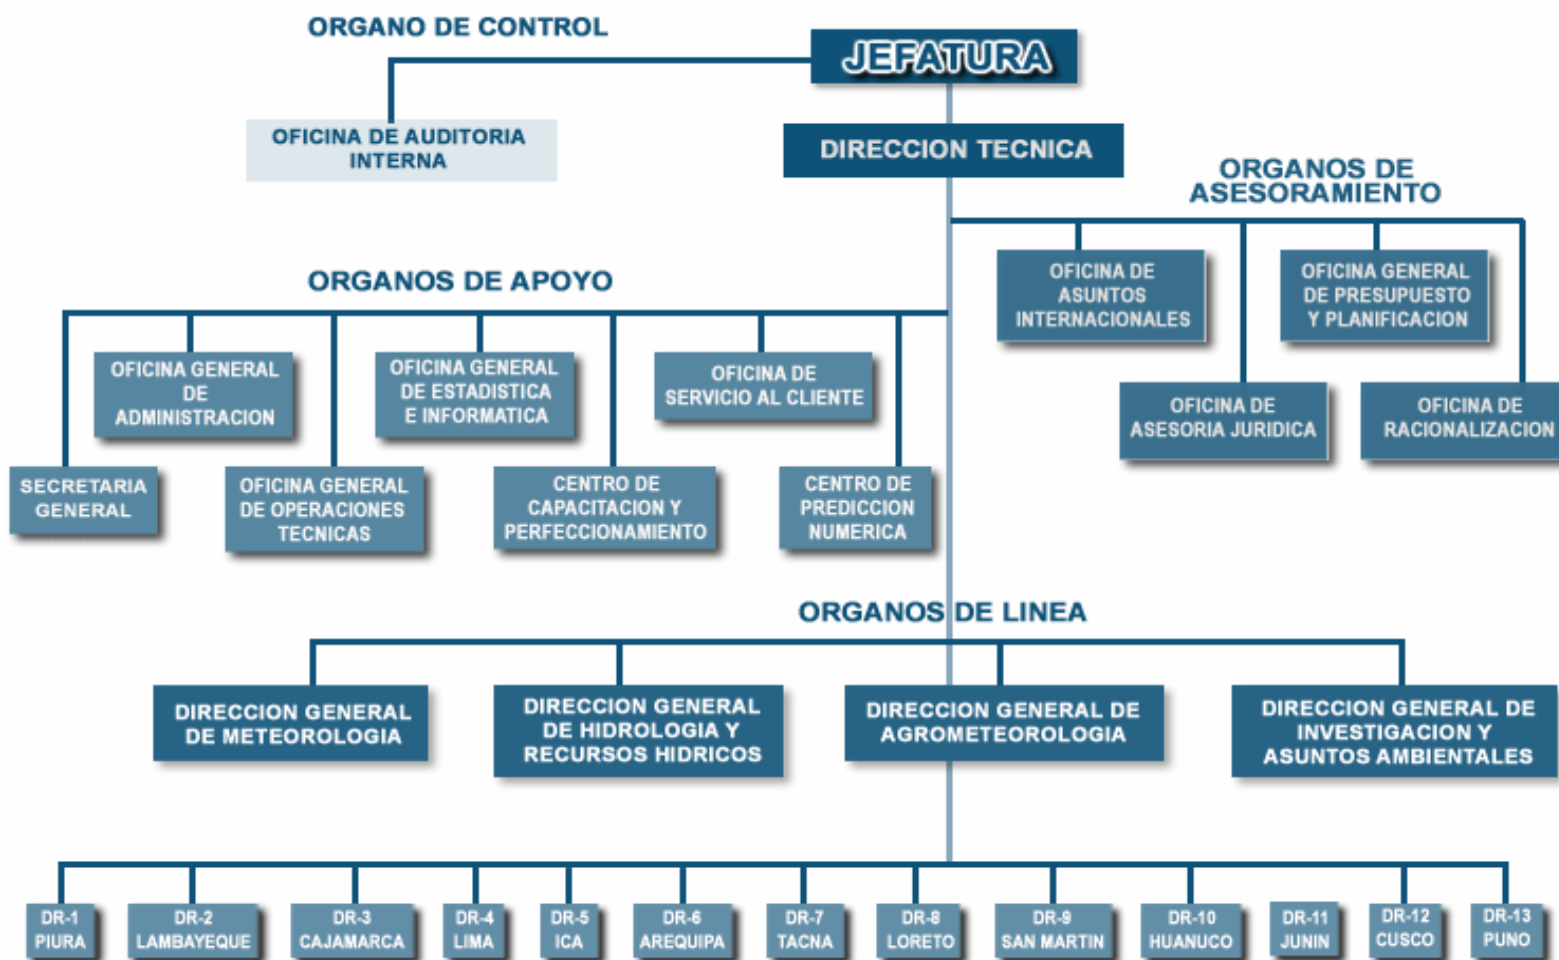 ORGANO DE CONTROL
JEFATURA
OFICINA DE AUDITORIA
INTERNA
DIRECCION TECNICA
ORGANOS DE
ASESORAMIENTO
OFICINA DE
ASUNTOS
INTERNACIONALES
OFICINA GENERAL
DE PRESUPUESTO
Y PLANIFICACION
OFICINA DE
ASESORIA JURIDICA
OFICINA DE
RACIONALIZACION
ORGANOS DE APOYO
OFICINA GENERAL
DE
ADMINISTRACION
OFICINA GENERAL
DE ESTADISTICA
E INFORMATICA
OFICINA DE
SERVICIO AL CLIENTE
SECRETARIA
GENERAL
OFICINA GENERAL
DE OPERACIONES
TECNICAS
CENTRO DE
CAPACITACION Y
PERFECCIONAMIENTO
CENTRO DE
PREDICCION
NUMERICA
ORGANOS DE LINEA
DIRECCION GENERAL
DE METEOROLOGIA
DIRECCION GENERAL
DE HIDROLOGIA Y
RECURSOS HIDRICOS
DIRECCION GENERAL DE
AGROMETEOROLOGIA
DIRECCION GENERAL DE
INVESTIGACION Y
ASUNTOS AMBIENTALES
DR-1
PIURA
DR-2
LAMBAYEQUE
DR-3
CAJAMARCA
DR-4
LIMA
DR-5
ICA
DR-6
AREQUIPA
DR-7
TACNA
DR-8
LORETO
DR-9
SAN MARTIN
DR-10
HUANUCO
DR-11
JUNIN
DR-12
CUSCO
DR-13
PUNO